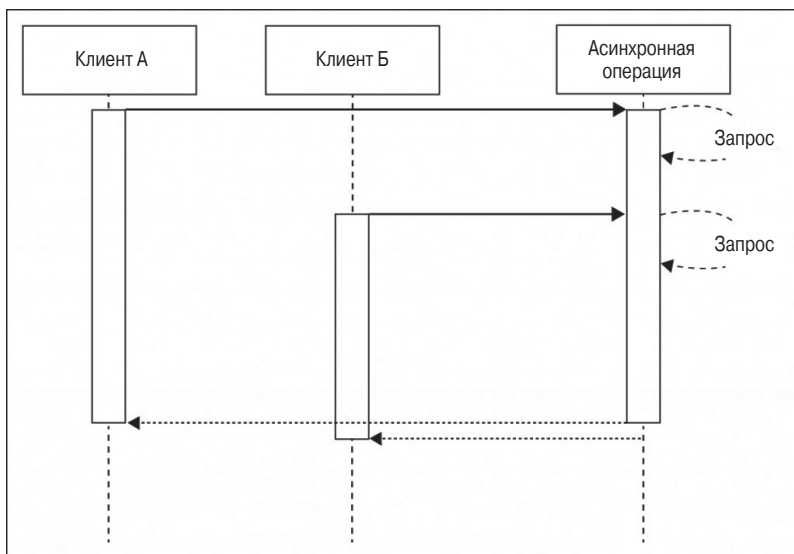 Клиент А
Клиент Б
Асинхронная
операция
Запрос
Запрос